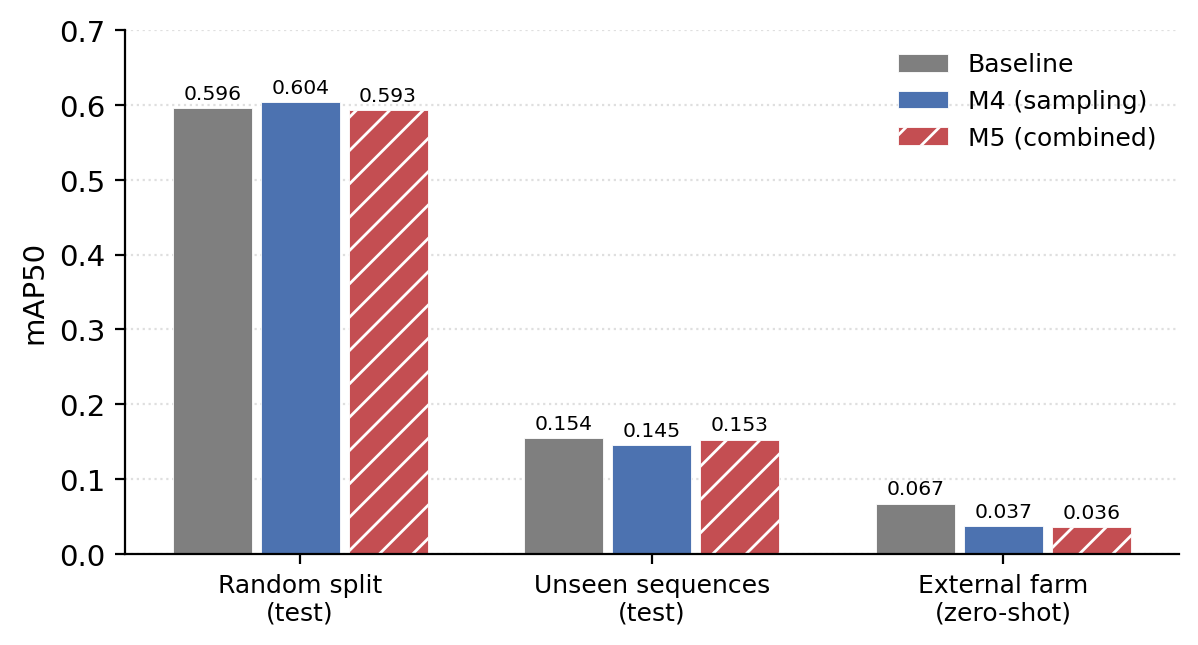 0.7
0.6
0.5
0.4
0.3
0.2
0.1
0.0
mAP50
0.596
0.604
0.593
0.154
0.145
0.153
0.067
0.037
0.036
Baseline
M4 (sampling)
M5 (combined)
Random split
(test)
Unseen sequences
(test)
External farm
(zero-shot)